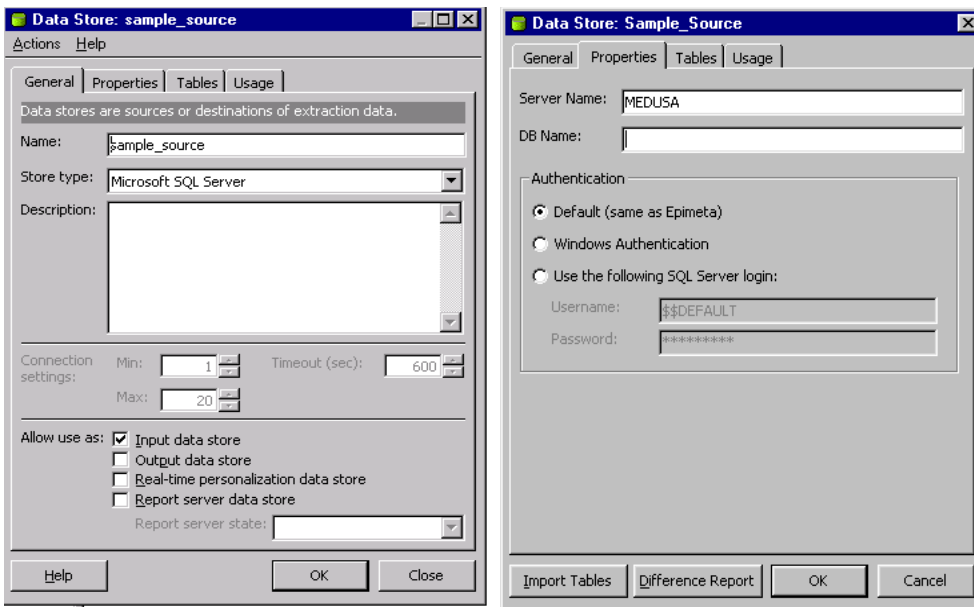 Data Store: sample_source
Actions Help
General Properties Tables Usage
Data stores are sources or destinations of extraction data.
Name: sample_source
Store type: Microsoft SQL Server
Description:
Connection settings:
Min: 1 Timeout (sec): 600
Max: 20
Allow use as: Input data store
Output data store
Real-time personalization data store
Report server data store
Report server state:
Help OK Close
Data Store: Sample_Source
General Properties Tables Usage
Server Name: MEDUSA
DB Name:
Authentication
Default (same as Epimeta)
Windows Authentication
Use the following SQL Server login:
Username: $$DEFAULT
Password: *********
Import Tables Difference Report OK Cancel